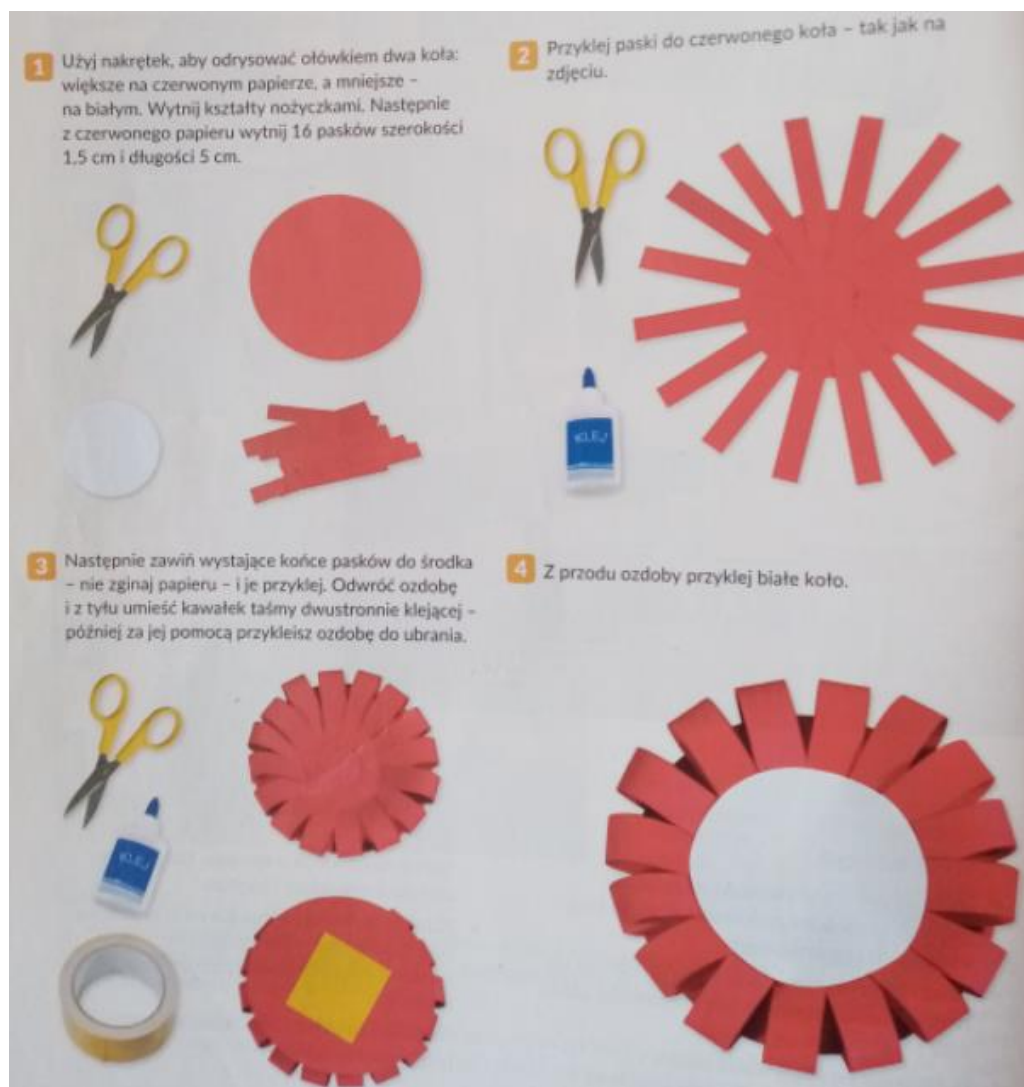 1
Użyj nakrętek, aby odrysować ołówkiem dwa koła:
większe na czerwonym papierze, a mniejsze –
na białym. Wytnij kształty nożyczkami. Następnie
z czerwonego papieru wytnij 16 pasków szerokości
1,5 cm i długości 5 cm.
2
Przyklej paski do czerwonego koła – tak jak na
zdjęciu.
KLEJ
3
Następnie zawiń wystające końce pasków do środka
– nie zginaj papieru – i je przyklej. Odwróć ozdobę
i z tyłu umieść kawałek taśmy dwustronnie klejącej –
później za jej pomocą przykleisz ozdobę do ubrania.
KLEJ
4
Z przodu ozdoby przyklej białe koło.